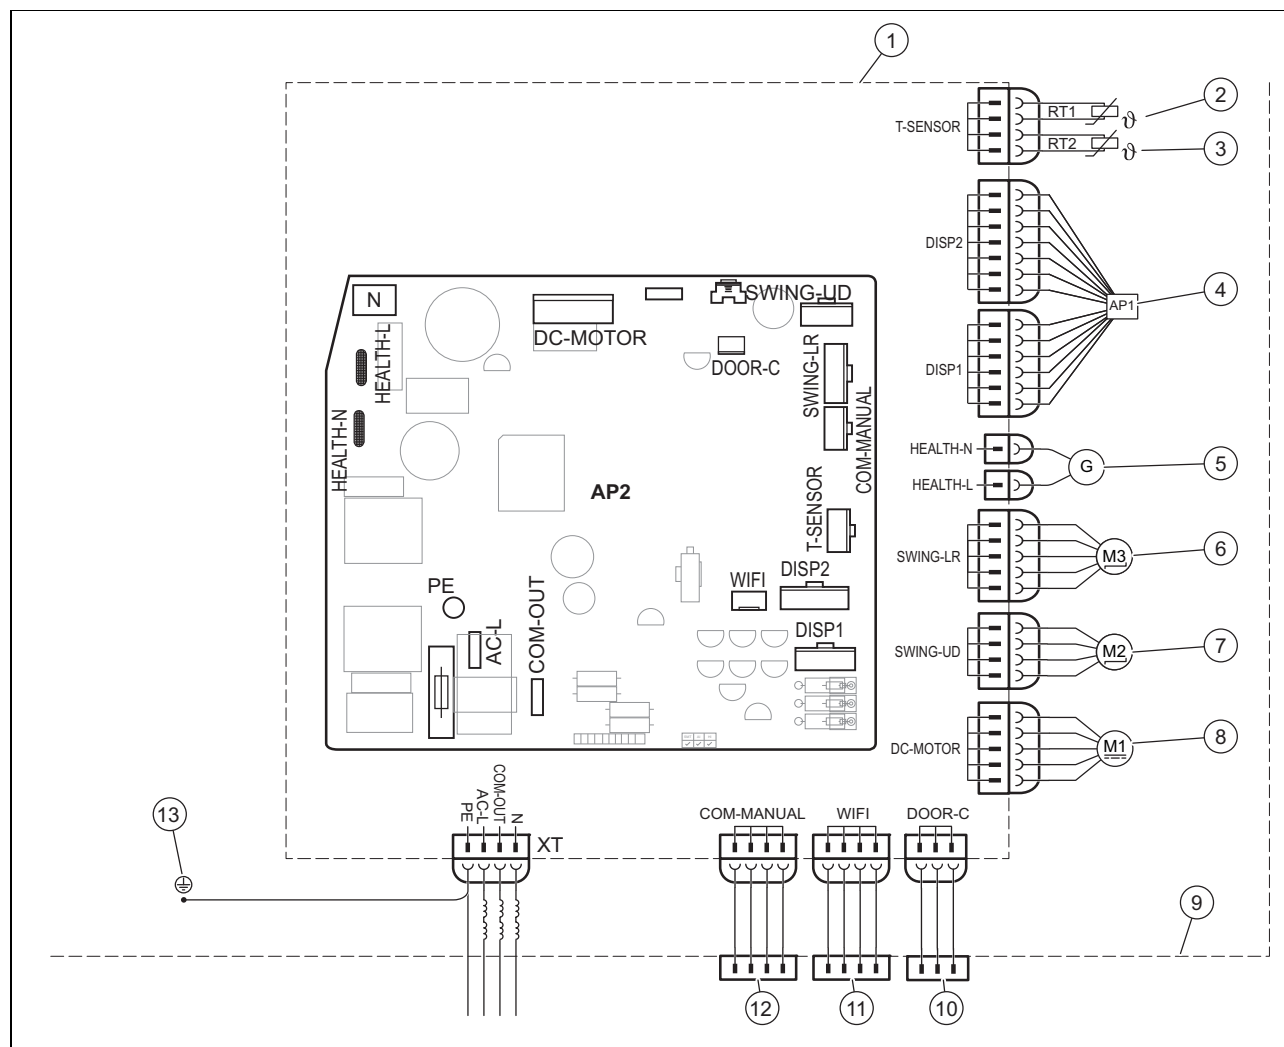 1
2
T-SENSOR
RT1
ϑ
RT2
ϑ
3
DISP2
AP1
4
DISP1
N
HEALTH-L
HEALTH-N
DC-MOTOR
SWING-UD
DOOR-C
SWING-LR
COM-MANUAL
AP2
T-SENSOR
PE
AC-L
COM-OUT
WIFI
DISP2
DISP1
HEALTH-N
HEALTH-L
G
5
SWING-LR
M3
6
SWING-UD
M2
7
DC-MOTOR
M1
8
PE
AC-L
COM-OUT
N
XT
COM-MANUAL
WIFI
DOOR-C
13
9
12
11
10